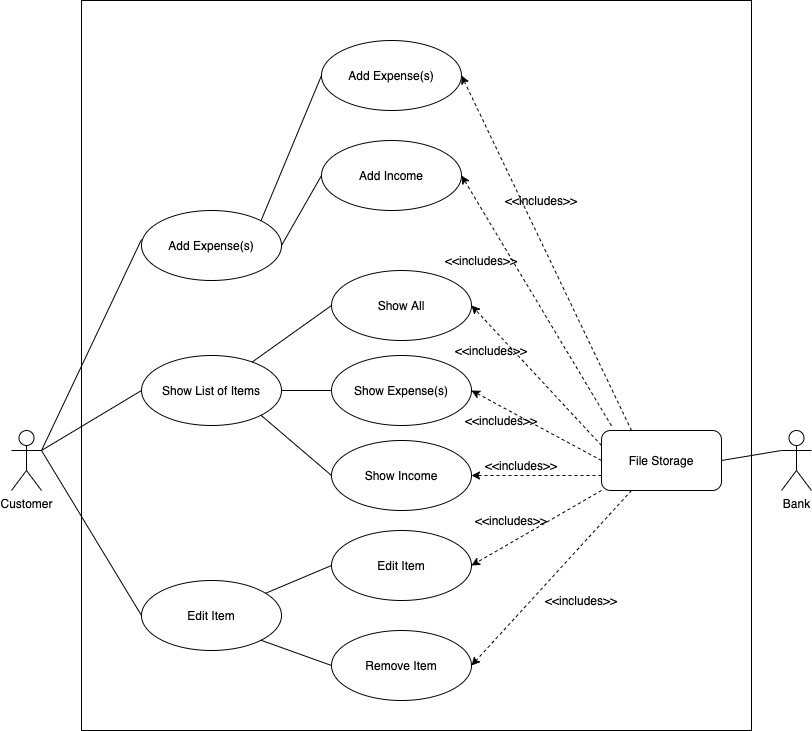 Add Expense(s)
Add Income
<<includes>>
Add Expense(s)
<<includes>>
Show All
<<includes>>
Show List of Items
Show Expense(s)
<<includes>>
File Storage
<<includes>>
Show Income
Customer
Bank
<<includes>>
Edit Item
<<includes>>
Edit Item
Remove Item